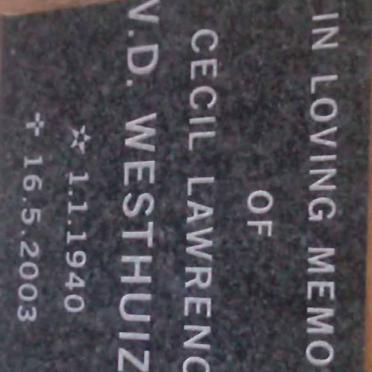 IN LOVING MEMO
OF
CECIL LAWRENC
V.D. WESTHUIZ
☆ 1.1.1940
✝ 16.5.2003